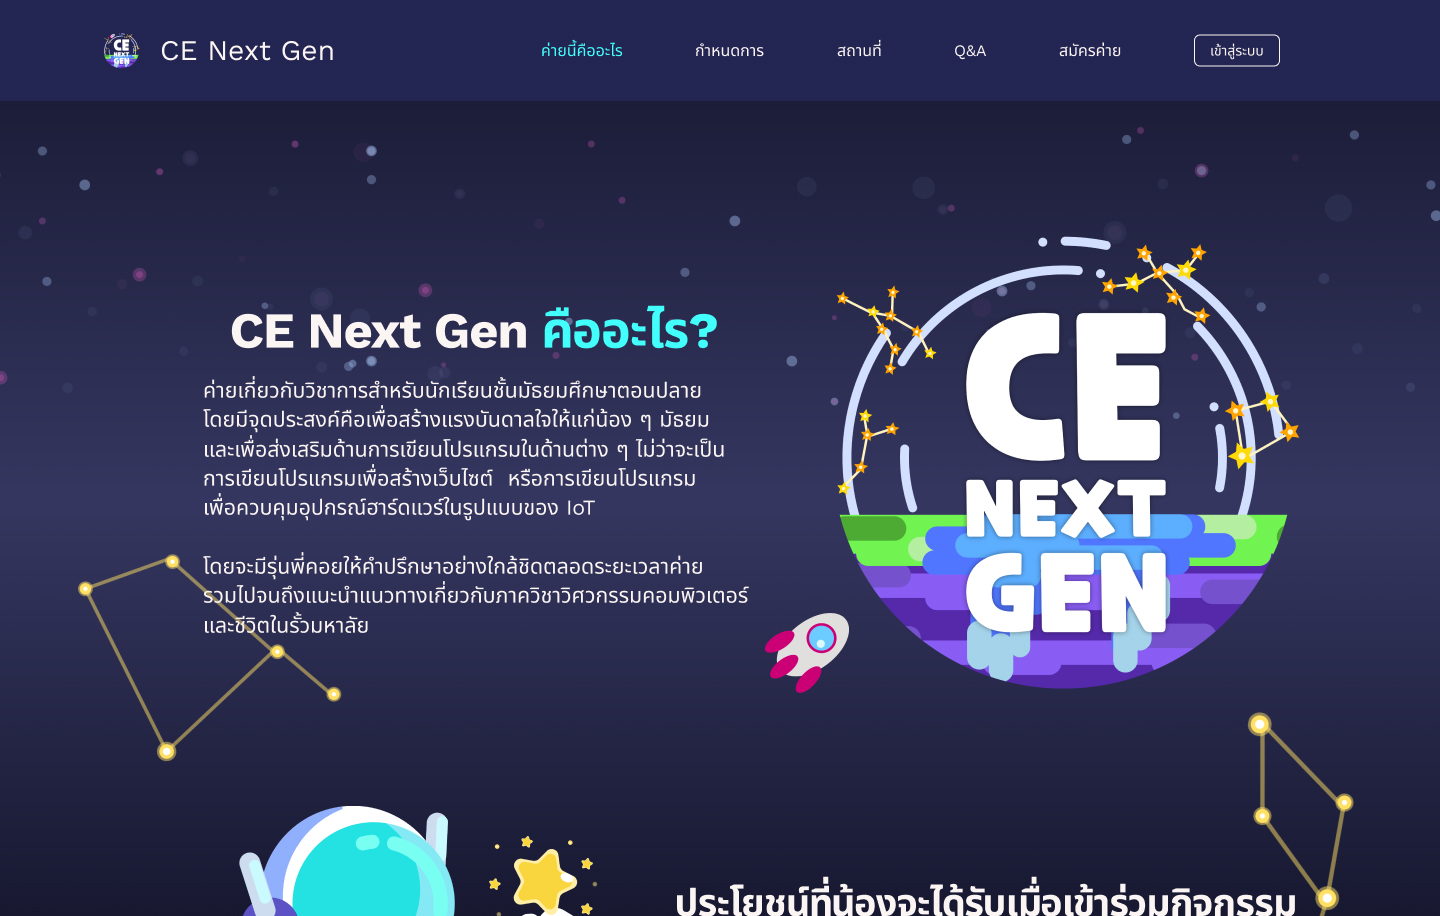 CE
NEXT
GEN
CE Next Gen
ค่ายนี้คืออะไร
กำหนดการ
สถานที่
Q&A
สมัครค่าย
เข้าสู่ระบบ
CE Next Gen คืออะไร?
ค่ายเกี่ยวกับวิชาการสำหรับนักเรียนชั้นมัธยมศึกษาตอนปลาย
โดยมีจุดประสงค์คือเพื่อสร้างแรงบันดาลใจให้แก่น้อง ๆ มัธยม
และเพื่อส่งเสริมด้านการเขียนโปรแกรมในด้านต่าง ๆ ไม่ว่าจะเป็น
การเขียนโปรแกรมเพื่อสร้างเว็บไซต์ หรือการเขียนโปรแกรม
เพื่อควบคุมอุปกรณ์ฮาร์ดแวร์ในรูปแบบของ IoT
โดยจะมีรุ่นพี่คอยให้คำปรึกษาอย่างใกล้ชิดตลอดระยะเวลาค่าย
รวมไปจนถึงแนะนำแนวทางเกี่ยวกับภาควิชาวิศวกรรมคอมพิวเตอร์
และชีวิตในรั้วมหาลัย
CE
NEXT
GEN
ประโยชน์ที่น้องจะได้รับเมื่อเข้าร่วมกิจกรรม